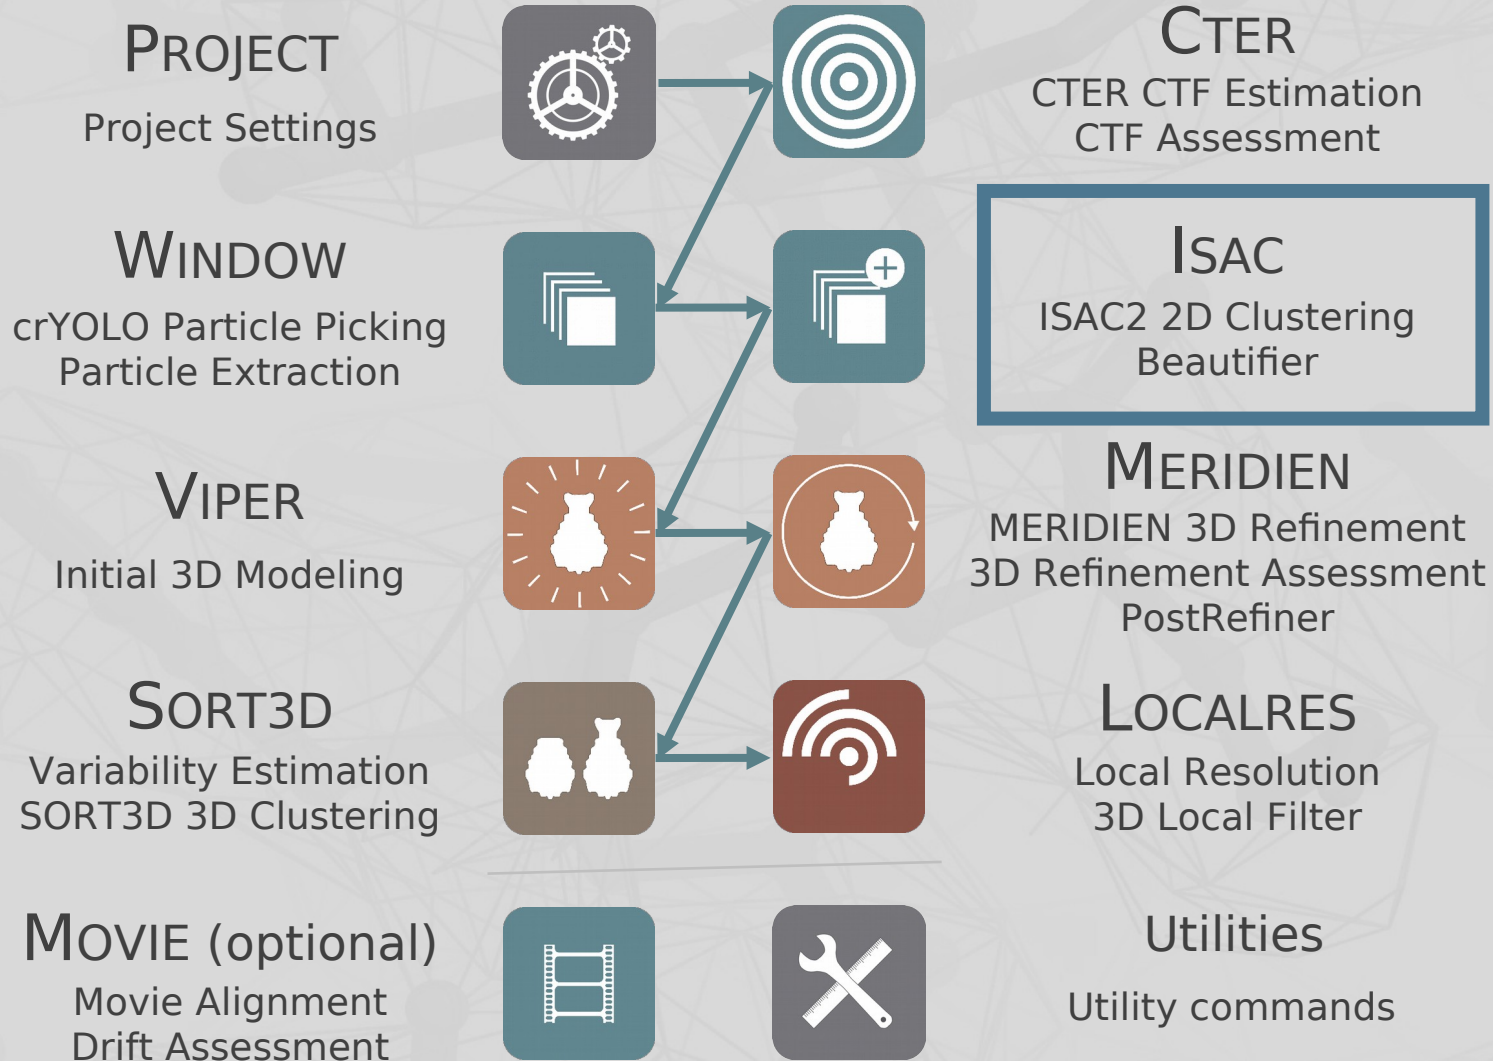 PROJECT
Project Settings
CTER
CTER CTF Estimation
CTF Assessment
WINDOW
crYOLO Particle Picking
Particle Extraction
ISAC
ISAC2 2D Clustering
Beautifier
VIPER
Initial 3D Modeling
MERIDIEN
MERIDIEN 3D Refinement
3D Refinement Assessment
PostRefiner
SORT3D
Variability Estimation
SORT3D 3D Clustering
LOCALRES
Local Resolution
3D Local Filter
MOVIE (optional)
Movie Alignment
Drift Assessment
Utilities
Utility commands